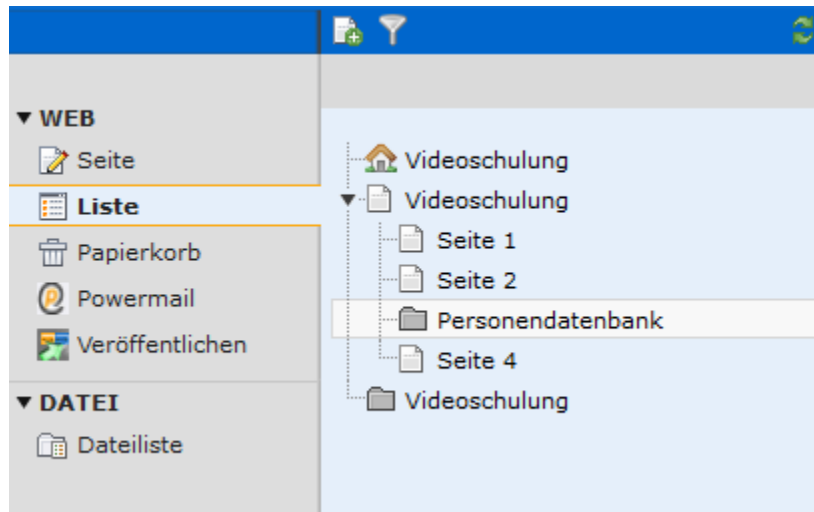 WEB
Seite
Liste
Papierkorb
Powermail
Veröffentlichen
DATEI
Dateiliste
Videoschulung
Videoschulung
Seite 1
Seite 2
Personendatenbank
Seite 4
Videoschulung